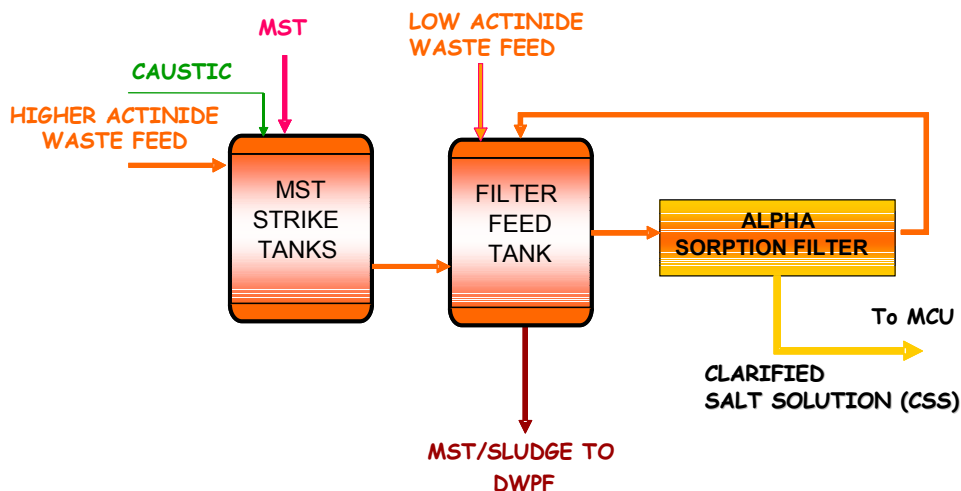 MST
CAUSTIC
HIGHER ACTINIDE
WASTE FEED
LOW ACTINIDE
WASTE FEED
MST
STRIKE
TANKS
FILTER
FEED
TANK
ALPHA
SORPTION FILTER
To MCU
CLARIFIED
SALT SOLUTION (CSS)
MST/SLUDGE TO
DWPF